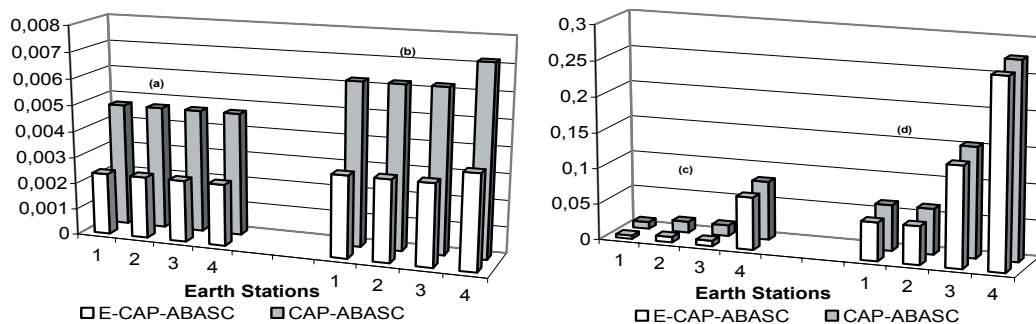 0,008
0,007
0,006
0,005
0,004
0,003
0,002
0,001
0
(a)
(b)
1 2 3 4 1 2 3 4
Earth Stations
E-CAP-ABASC CAP-ABASC
0,3
0,25
0,2
0,15
0,1
0,05
0
(c)
(d)
1 2 3 4 1 2 3 4
Earth Stations
E-CAP-ABASC CAP-ABASC